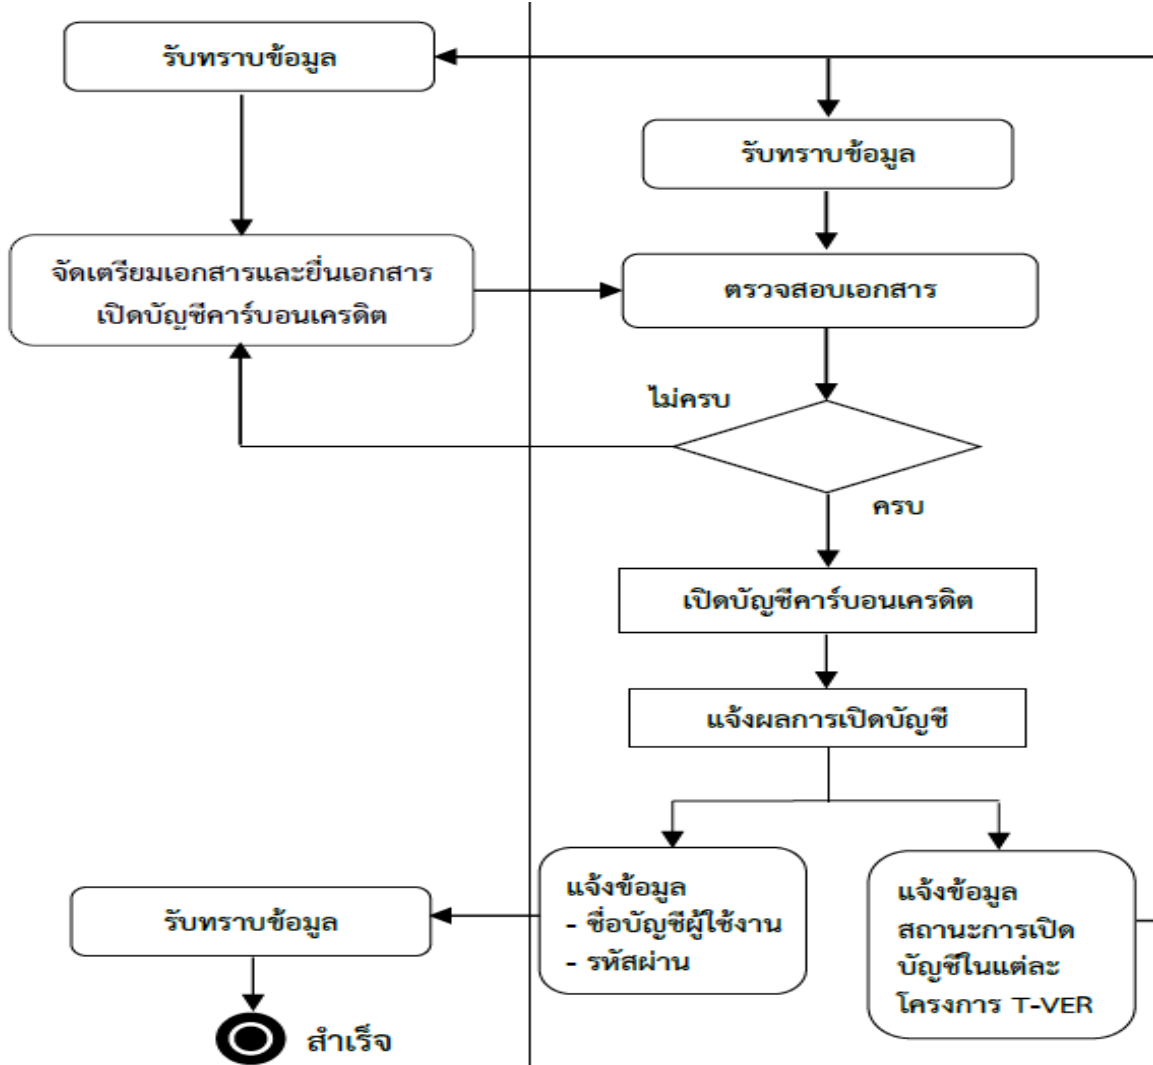 รับทราบข้อมูล
รับทราบข้อมูล
จัดเตรียมเอกสารและยื่นเอกสาร
เปิดบัญชีคาร์บอนเครดิต
ตรวจสอบเอกสาร
ไม่ครบ
ครบ
เปิดบัญชีคาร์บอนเครดิต
แจ้งผลการเปิดบัญชี
แจ้งข้อมูล
- ชื่อบัญชีผู้ใช้งาน
- รหัสผ่าน
แจ้งข้อมูล
สถานะการเปิด
บัญชีในแต่ละ
โครงการ T-VER
รับทราบข้อมูล
สำเร็จ